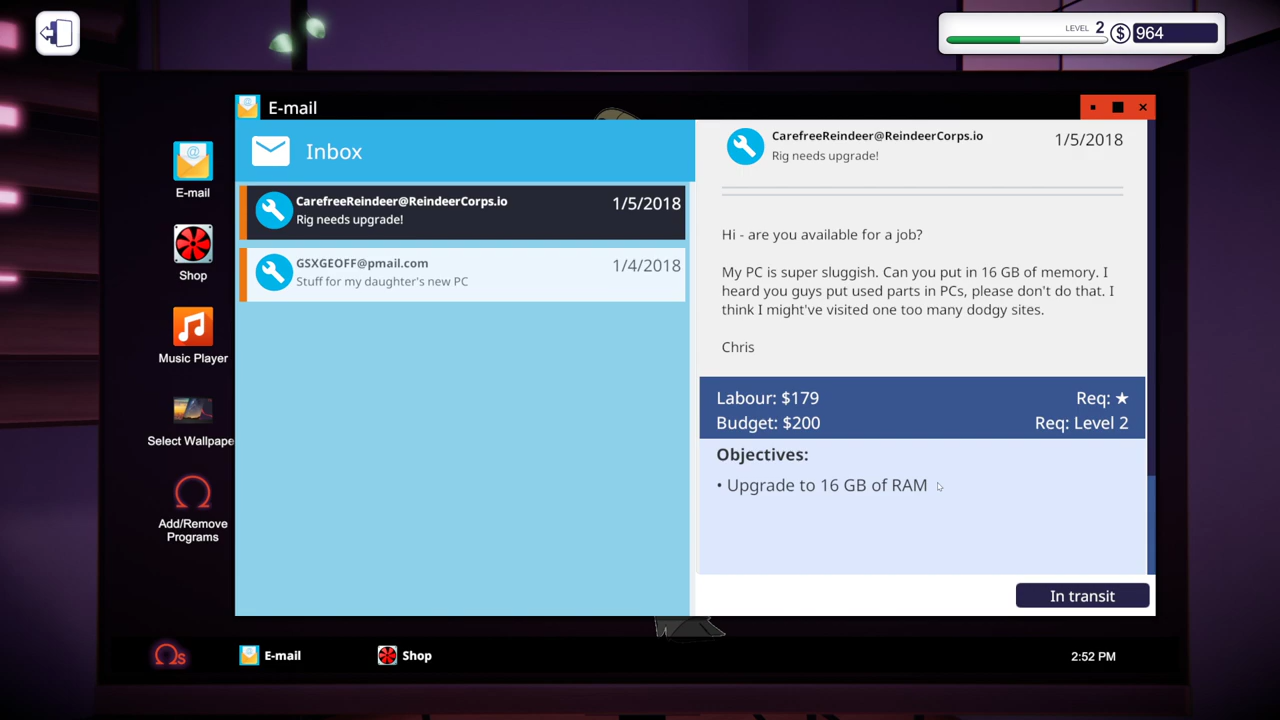 LEVEL 2
$ 964
E-mail
Inbox
CarefreeReindeer@ReindeerCorps.io 1/5/2018
Rig needs upgrade!
GSXGEOFF@pmail.com 1/4/2018
Stuff for my daughter's new PC
CarefreeReindeer@ReindeerCorps.io 1/5/2018
Rig needs upgrade!
Hi - are you available for a job?
My PC is super sluggish. Can you put in 16 GB of memory. I
heard you guys put used parts in PCs, please don't do that. I
think I might've visited one too many dodgy sites.
Chris
Labour: $179 Req: ★
Budget: $200 Req: Level 2
Objectives:
• Upgrade to 16 GB of RAM
In transit
E-mail
Shop
Music Player
Select Wallpape
Add/Remove
Programs
Ωs
E-mail
Shop
2:52 PM